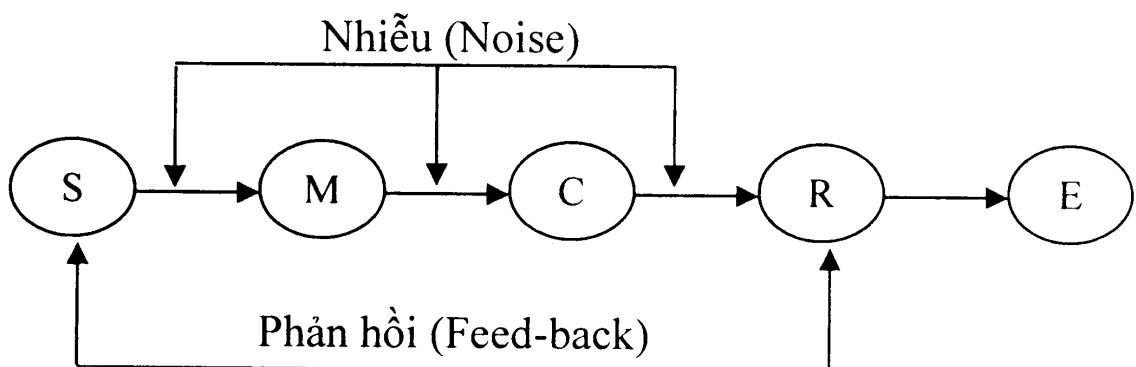 Nhiễu (Noise)
S M C R E
Phản hồi (Feed-back)